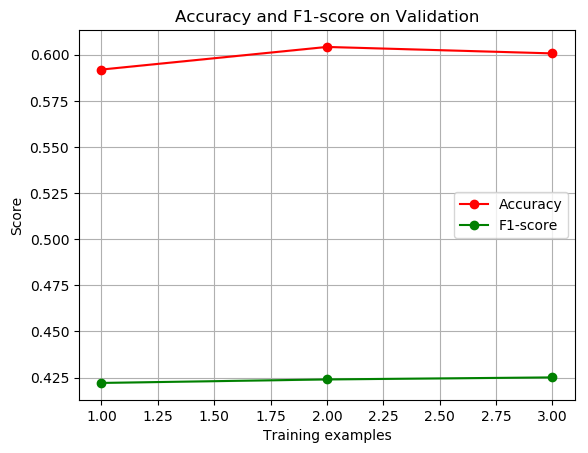 Accuracy and F1-score on Validation
0.600
0.575
0.550
0.525
0.500
0.475
0.450
0.425
Score
Accuracy
F1-score
1.00 1.25 1.50 1.75 2.00 2.25 2.50 2.75 3.00
Training examples